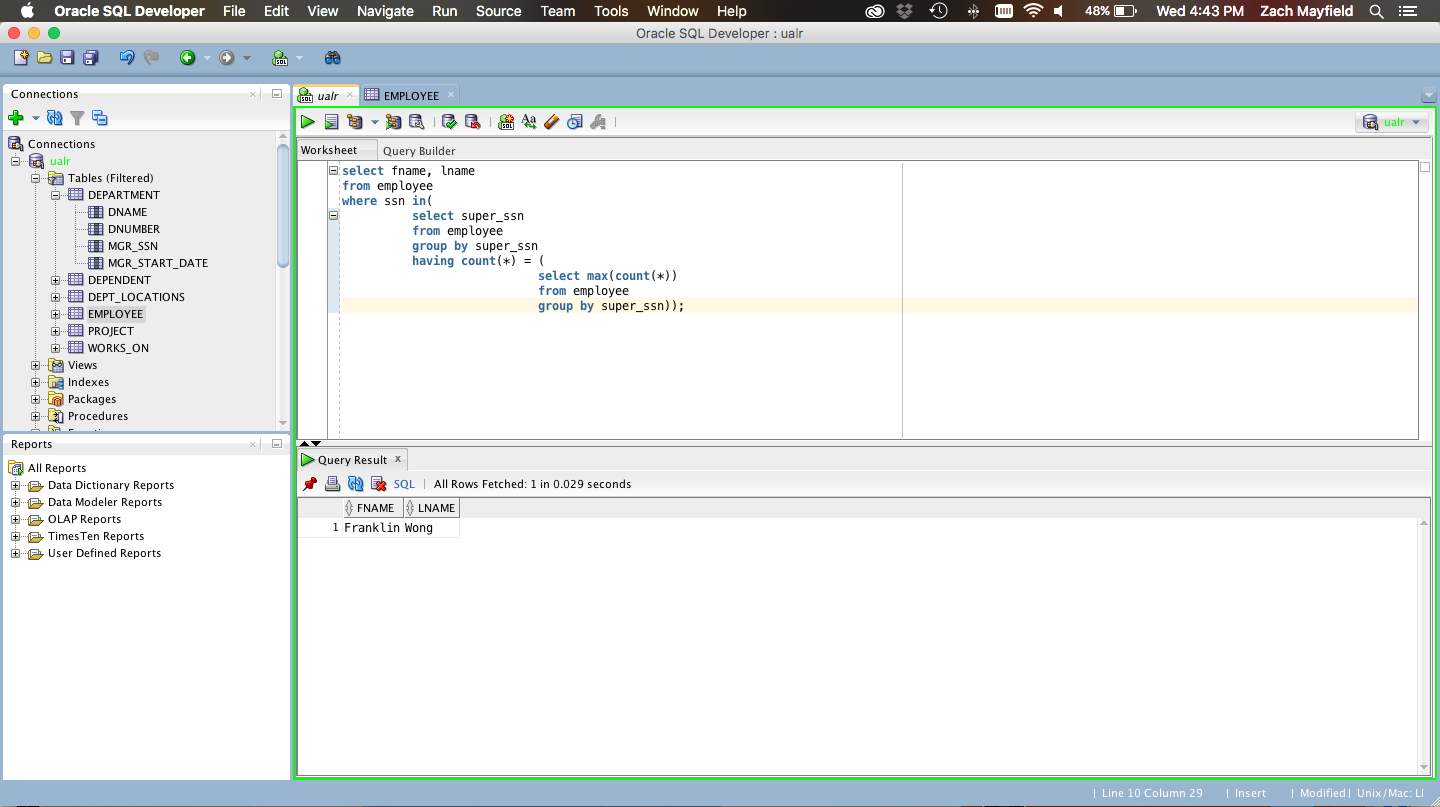 Oracle SQL Developer File Edit View Navigate Run Source Team Tools Window Help 48% Wed 4:43 PM Zach Mayfield
Oracle SQL Developer : ualr
Connections
Connections
ualr
Tables (Filtered)
DEPARTMENT
DNAME
DNUMBER
MGR_SSN
MGR_START_DATE
DEPENDENT
DEPT_LOCATIONS
EMPLOYEE
PROJECT
WORKS_ON
Views
Indexes
Packages
Procedures
Reports
All Reports
Data Dictionary Reports
Data Modeler Reports
OLAP Reports
TimesTen Reports
User Defined Reports
ualr EMPLOYEE
ualr
Worksheet Query Builder
select fname, lname
from employee
where ssn in(
select super_ssn
from employee
group by super_ssn
having count(*) = (
select max(count(*))
from employee
group by super_ssn));
Query Result
SQL All Rows Fetched: 1 in 0.029 seconds
FNAME LNAME
1 Franklin Wong
Line 10 Column 29 Insert Modified Unix/Mac: LI